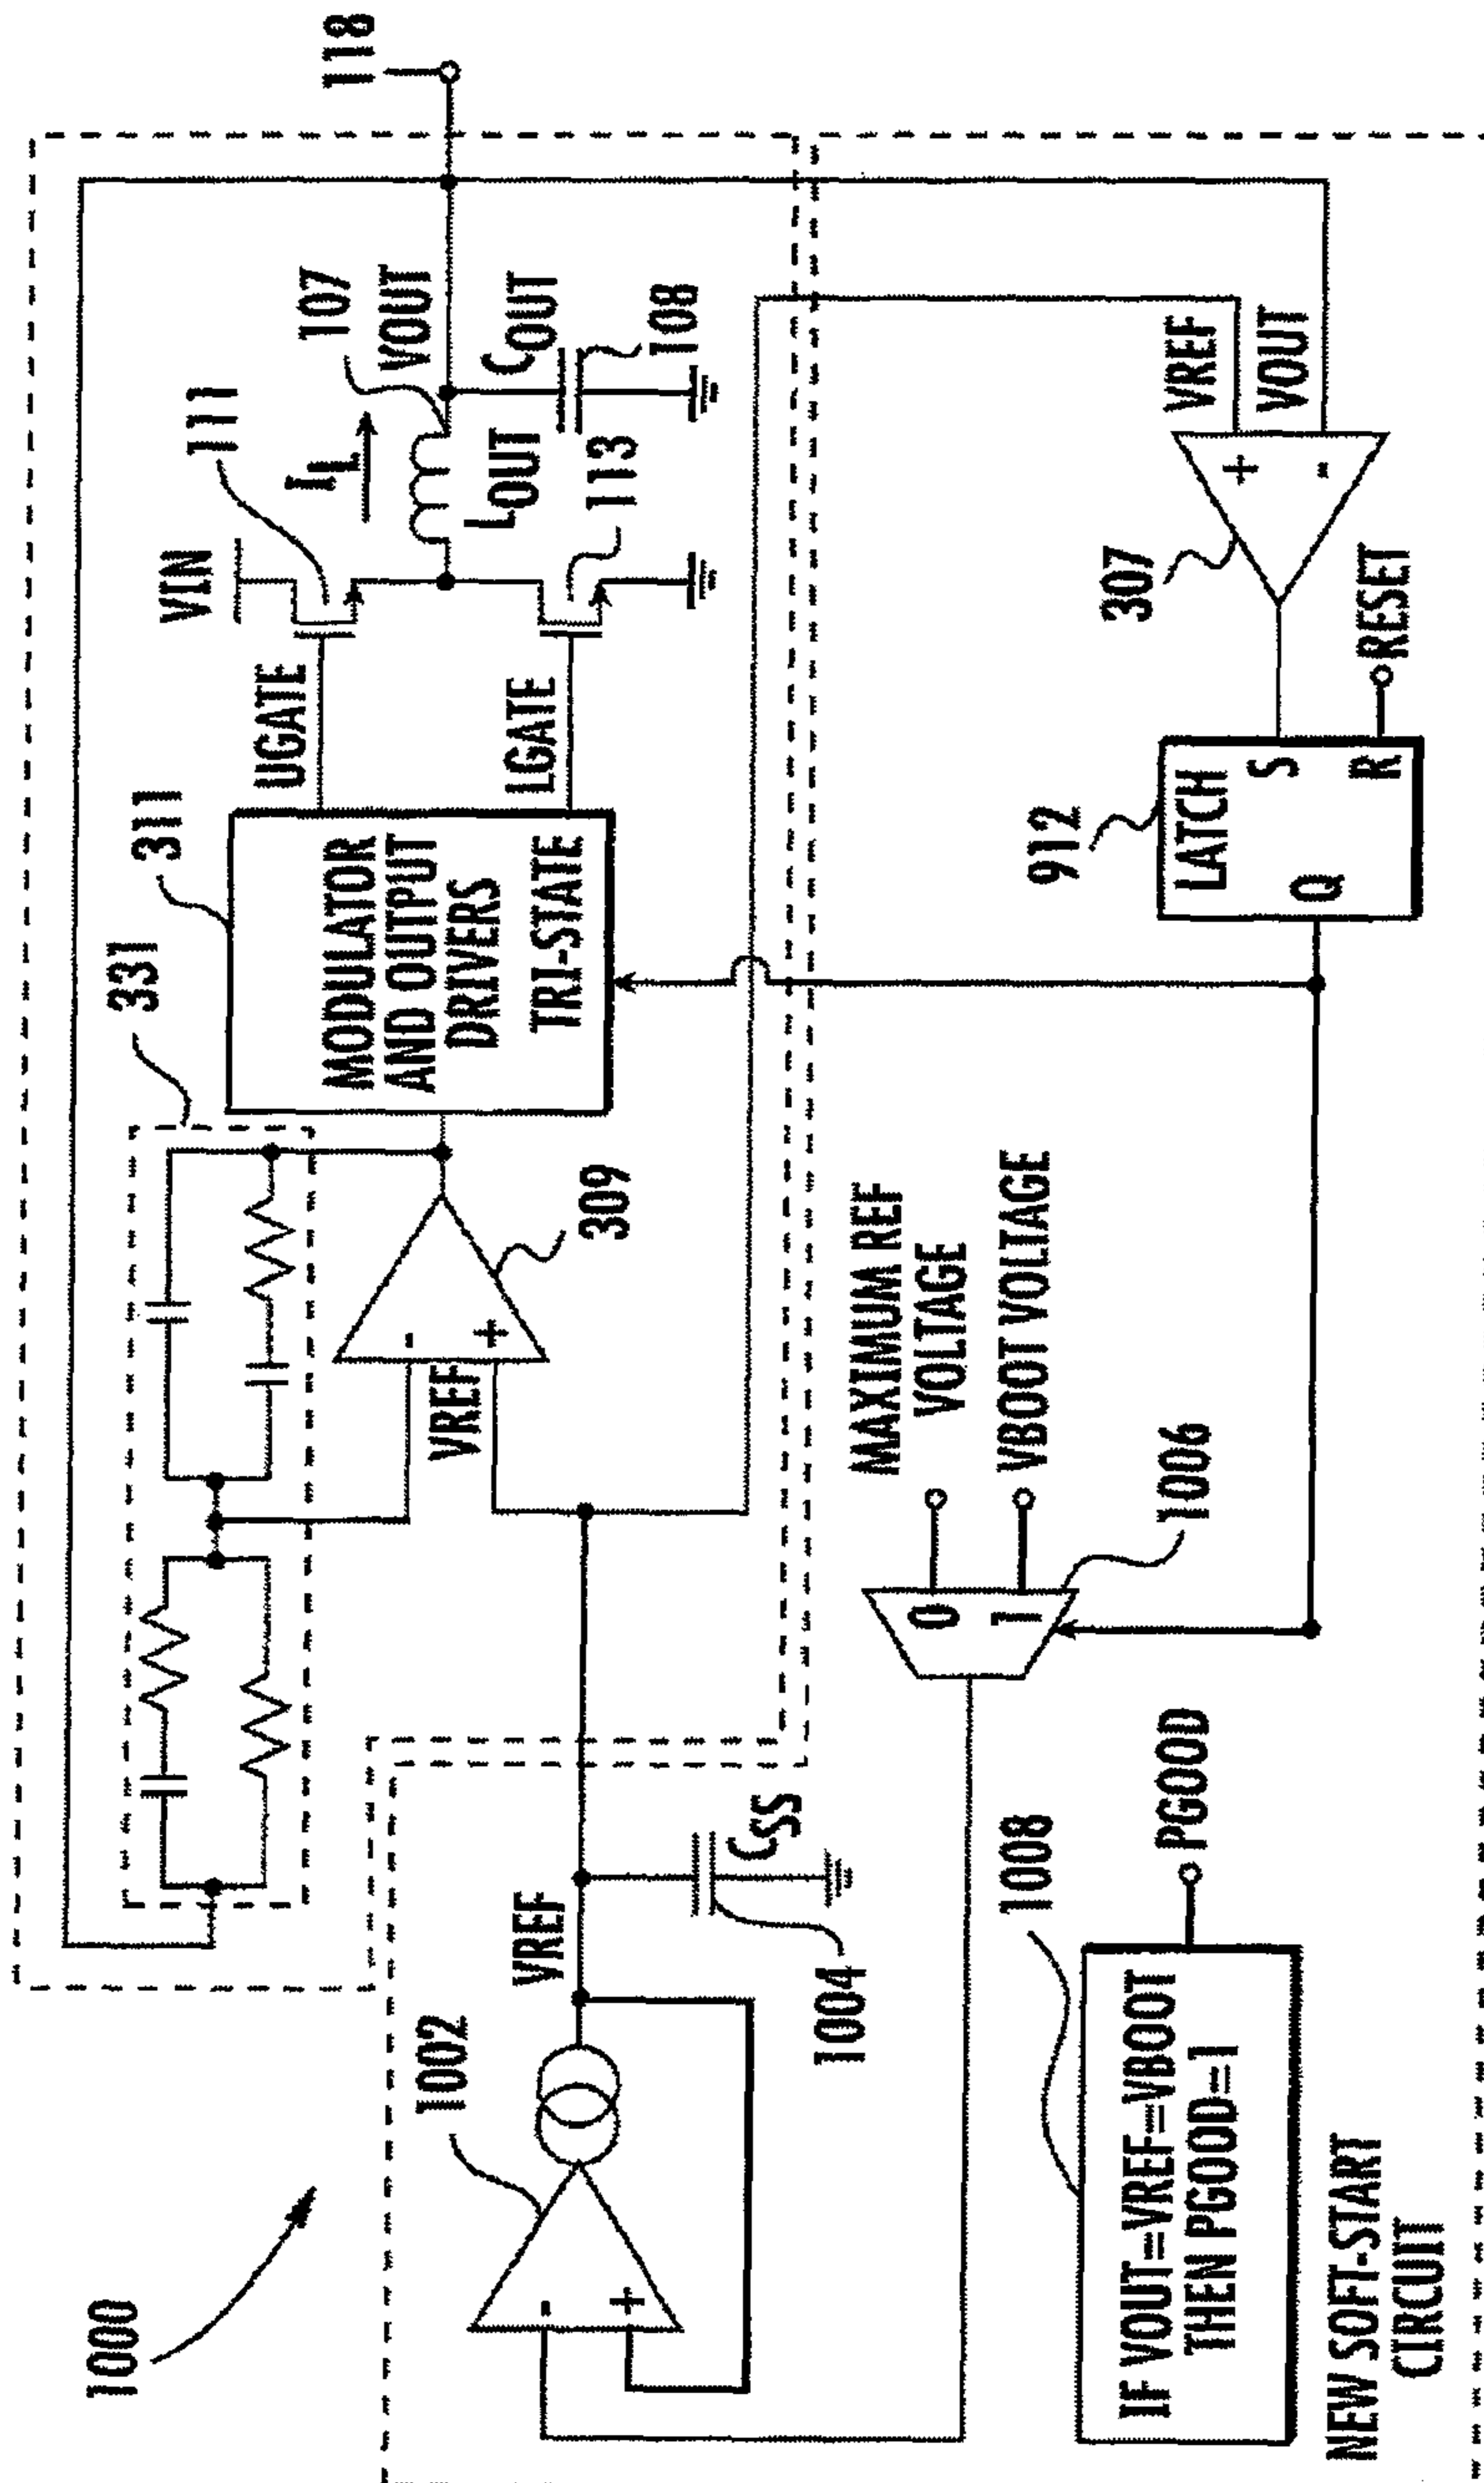 1000
331
311
111
107
118
VIN
IL
VOUT
UGATE
MODULATOR
AND OUTPUT
DRIVERS
TRI-STATE
LGATE
LOUT
COUT
113
108
-
+
VREF
309
1002
VREF
-
+
CSS
1004
MAXIMUM REF
VOLTAGE
VBOOT VOLTAGE
0
1
1006
912
LATCH
S
Q
R
RESET
307
VREF
VOUT
+
-
1008
IF VOUT=VREF=VBOOT
THEN PGOOD=1
PGOOD
NEW SOFT-START
CIRCUIT